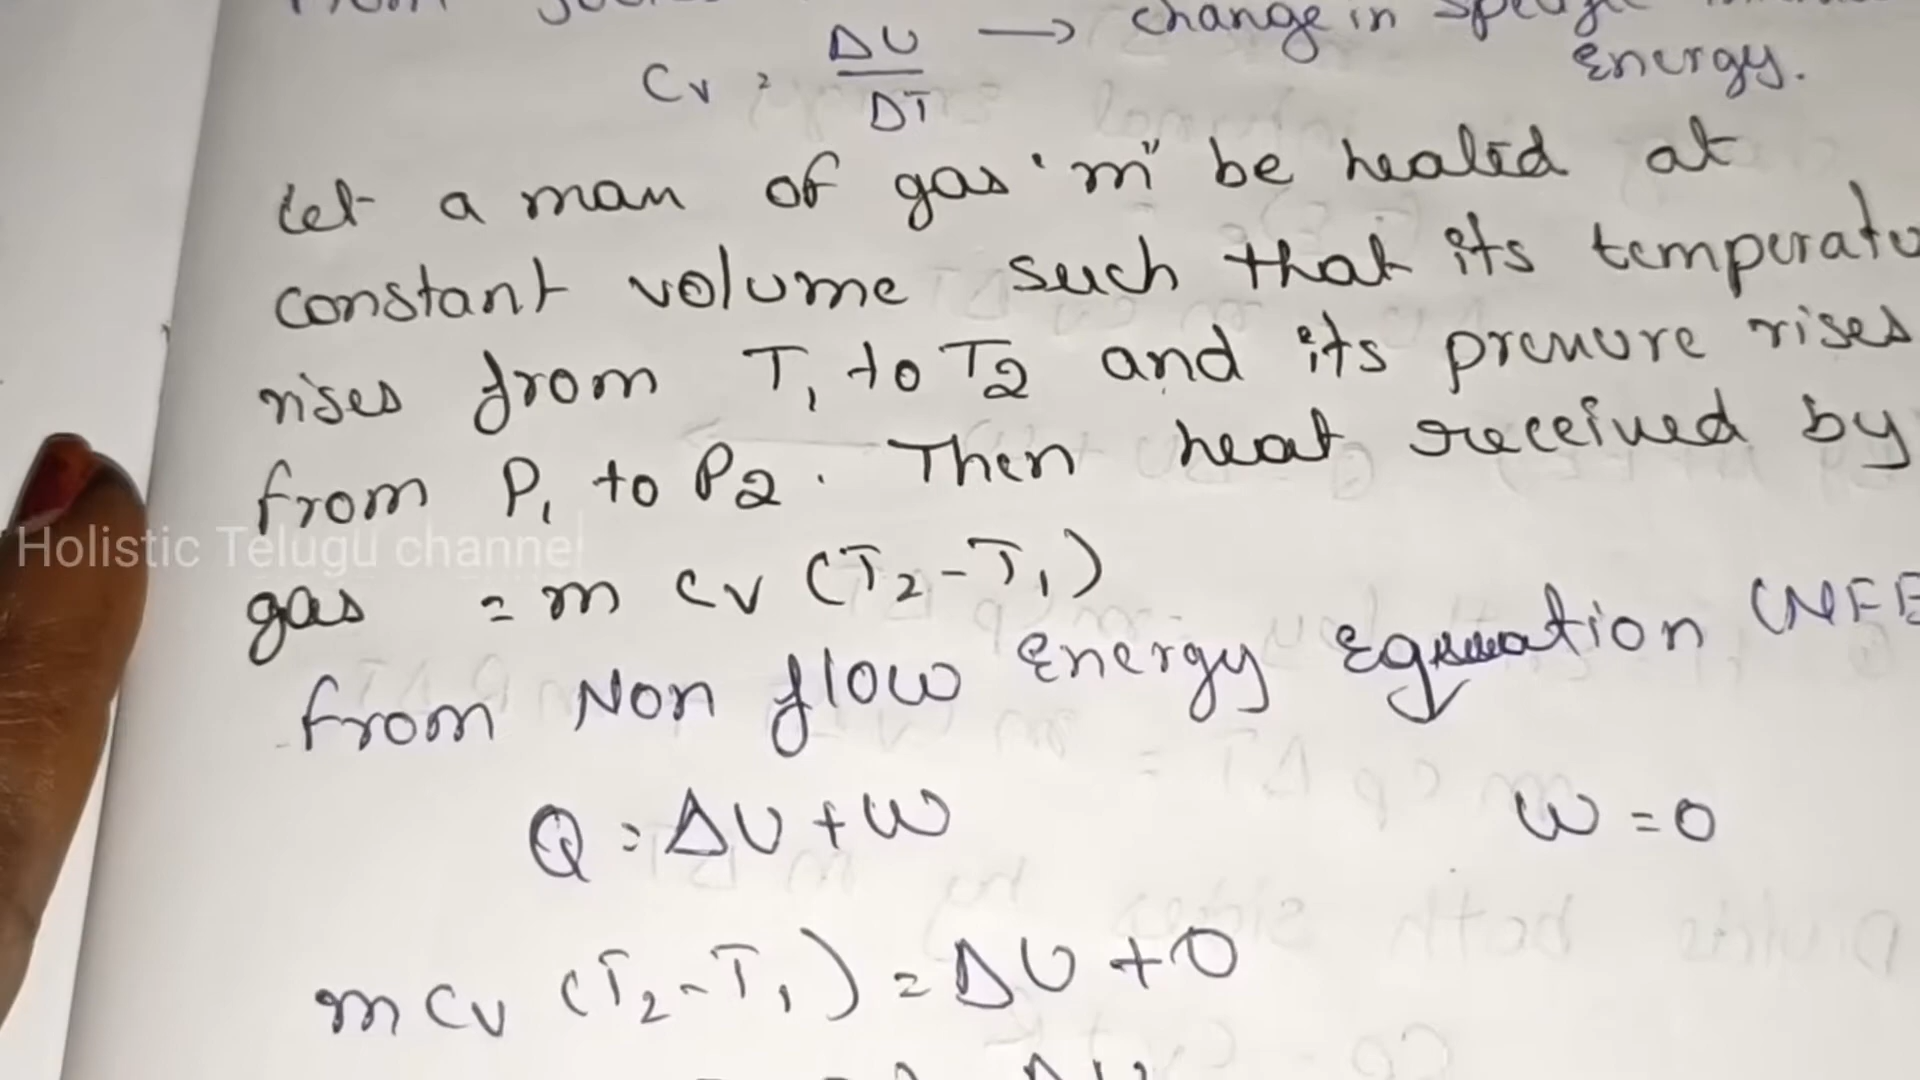 change in
Cv = ΔU/ΔT → energy.
Let a mass of gas "m" be heated at
constant volume such that its
rises from T1 to T2 and its pressure rises
from P1 to P2. Then heat received by
Holistic Telugu channel
gas = m cv (T2-T1)
from Non flow Energy Equation
Q = ΔU+W W=0
m cv (T2-T1) = ΔU+0